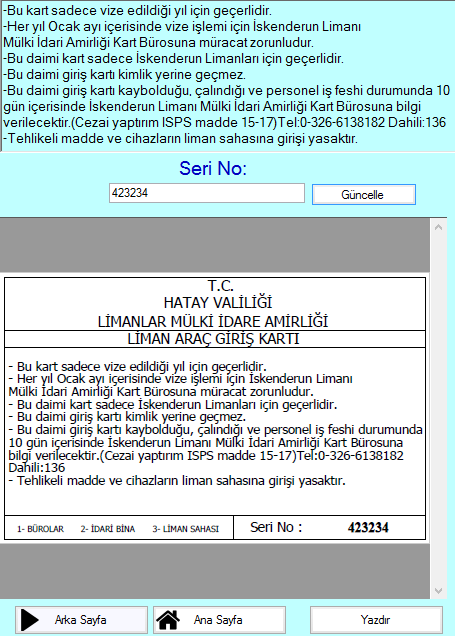 -Bu kart sadece vize edildiği yıl için geçerlidir.
-Her yıl Ocak ayı içerisinde vize işlemi için İskenderun Limanı
Mülki İdari Amirliği Kart Bürosuna müracat zorunludur.
-Bu daimi kart sadece İskenderun Limanları için geçerlidir.
-Bu daimi giriş kartı kimlik yerine geçmez.
-Bu daimi giriş kartı kaybolduğu, çalındığı ve personel iş feshi durumunda 10
gün içerisinde İskenderun Limanı Mülki İdari Amirliği Kart Bürosuna bilgi
verilecektir.(Cezai yaptırım ISPS madde 15-17)Tel:0-326-6138182 Dahili:136
-Tehlikeli madde ve cihazların liman sahasına girişi yasaktır.
Seri No:
423234 Güncelle
T.C.
HATAY VALİLİĞİ
LİMANLAR MÜLKİ İDARE AMİRLİĞİ
LİMAN ARAÇ GİRİŞ KARTI
- Bu kart sadece vize edildiği yıl için geçerlidir.
- Her yıl Ocak ayı içerisinde vize işlemi için İskenderun Limanı
Mülki İdari Amirliği Kart Bürosuna müracat zorunludur.
- Bu daimi kart sadece İskenderun Limanları için geçerlidir.
- Bu daimi giriş kartı kimlik yerine geçmez.
- Bu daimi giriş kartı kaybolduğu, çalındığı ve personel iş feshi durumunda
10 gün içerisinde İskenderun Limanı Mülki İdari Amirliği Kart Bürosuna
bilgi verilecektir.(Cezai yaptırım ISPS madde 15-17)Tel:0-326-6138182
Dahili:136
- Tehlikeli madde ve cihazların liman sahasına girişi yasaktır.
1- BÜROLAR 2- İDARİ BİNA 3- LİMAN SAHASI Seri No : 423234
Arka Sayfa Ana Sayfa Yazdır